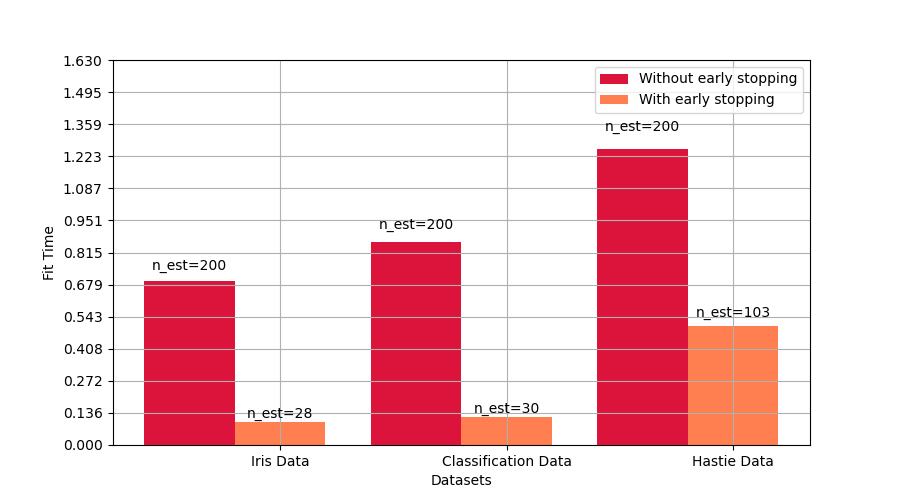 1.630
1.495
1.359
1.223
1.087
0.951
0.815
0.679
0.543
0.408
0.272
0.136
0.000
Fit Time
Without early stopping
With early stopping
n_est=200
n_est=28
n_est=200
n_est=30
n_est=200
n_est=103
Iris Data
Classification Data
Hastie Data
Datasets